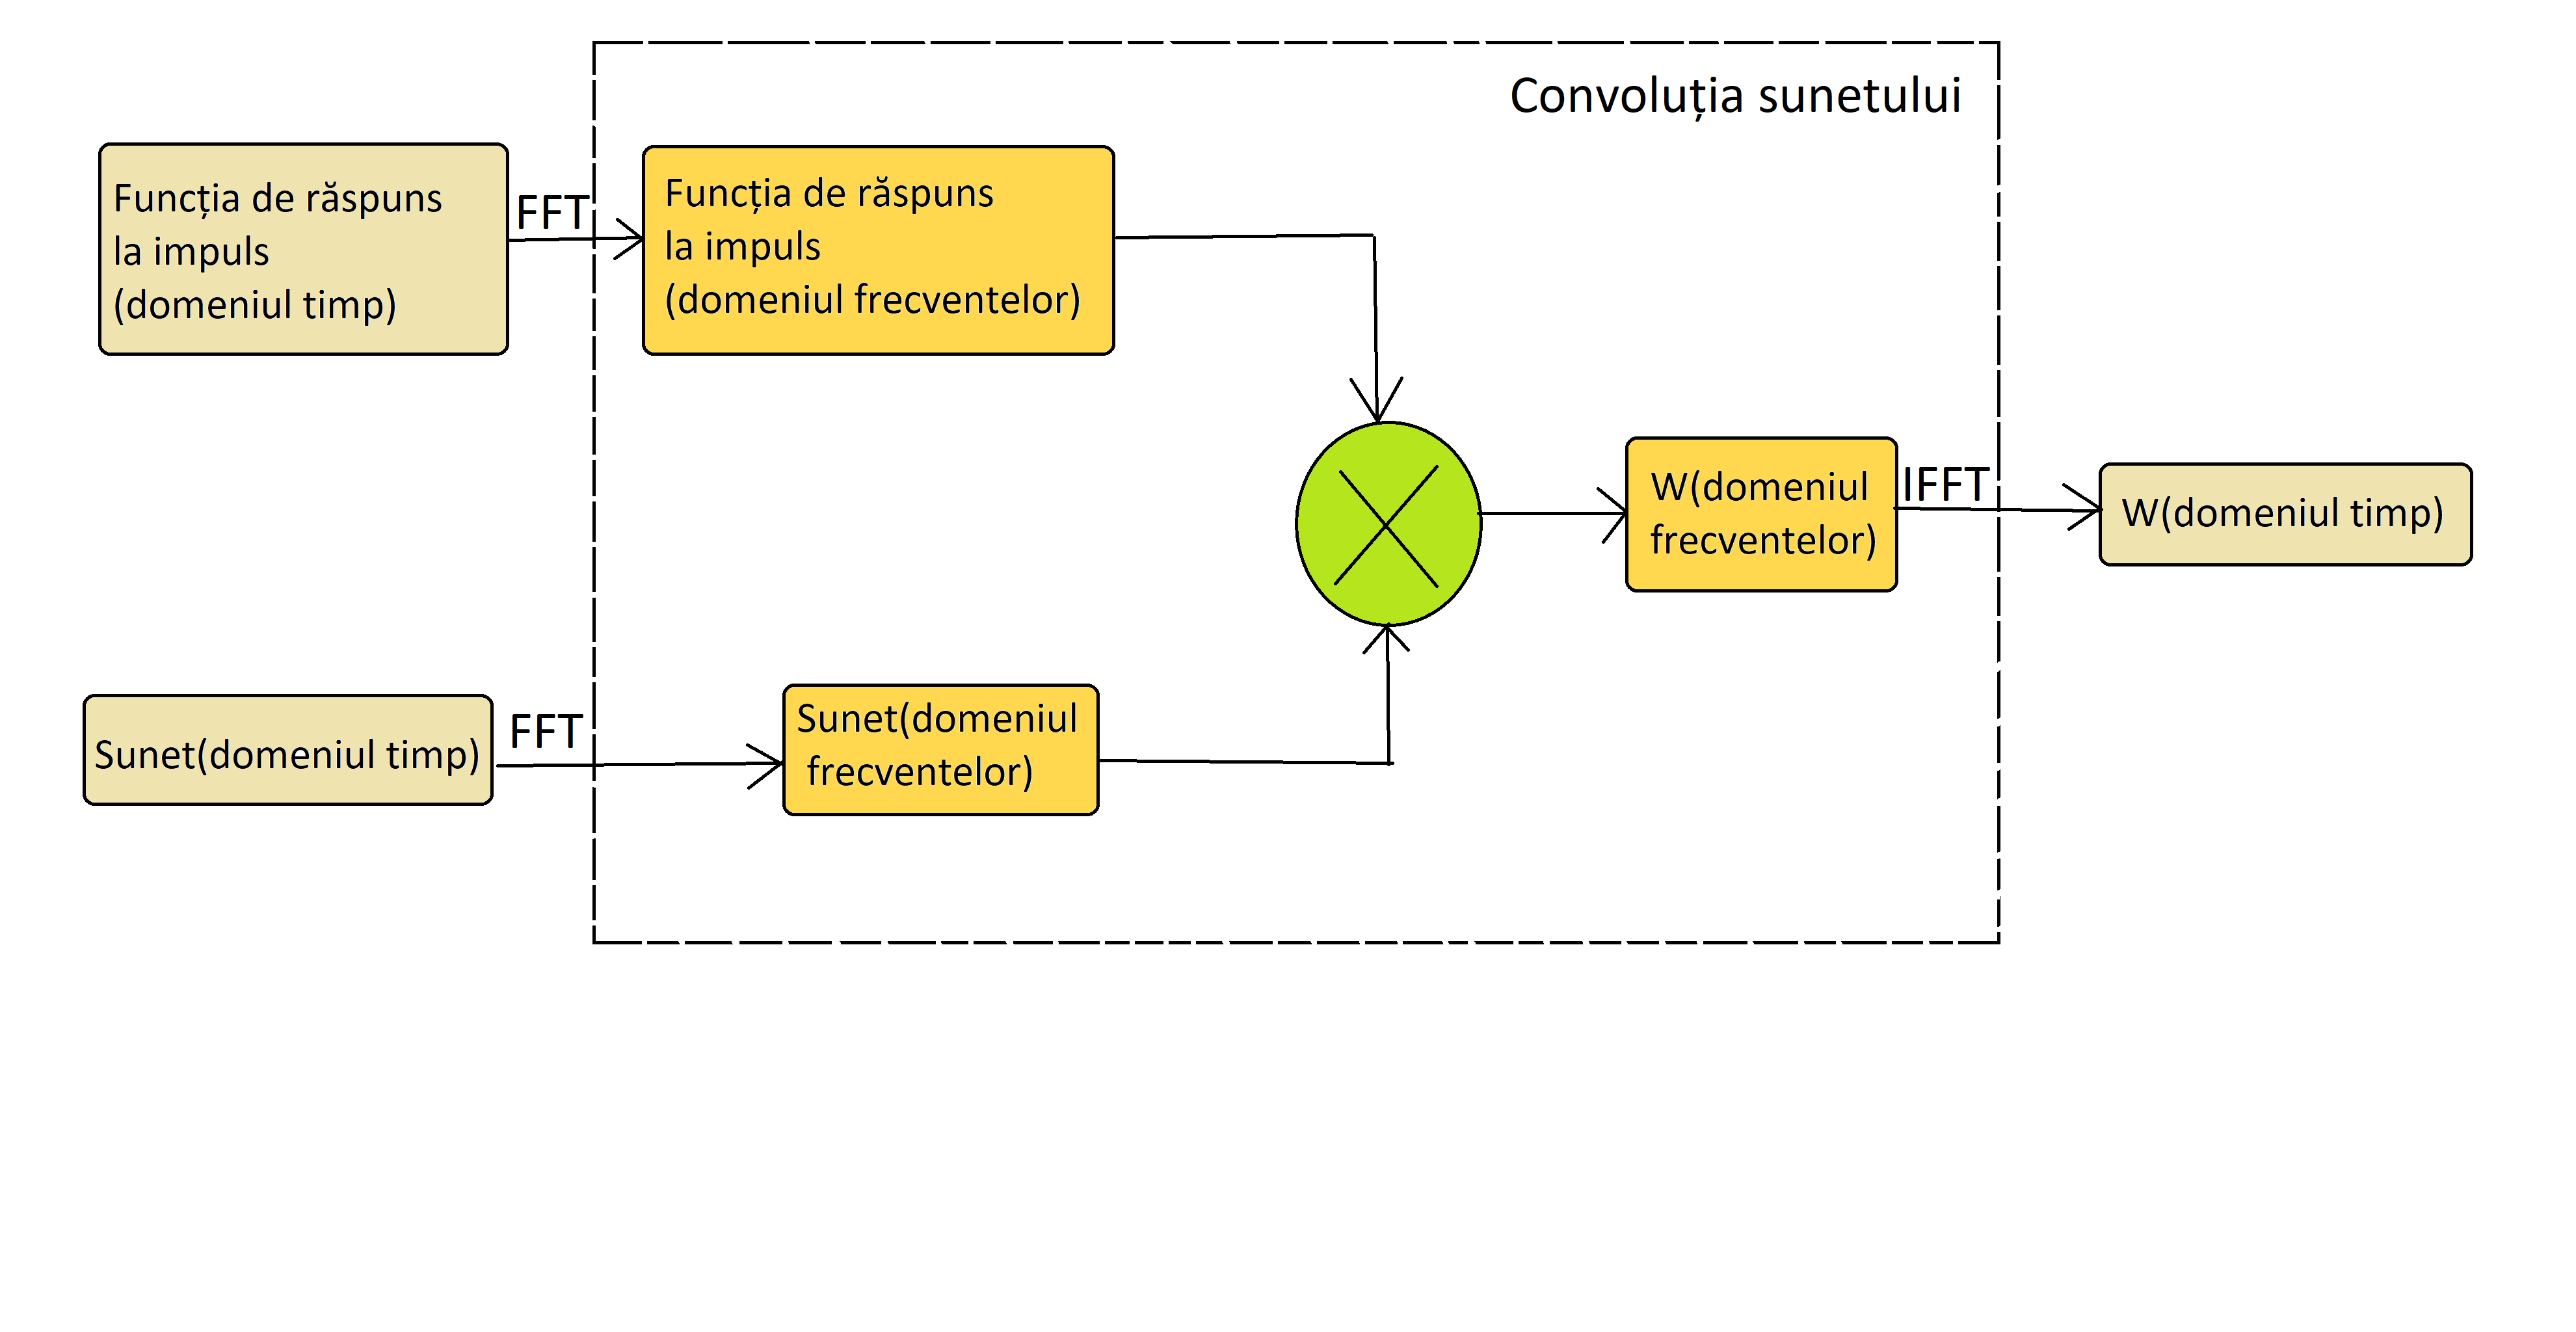 Convoluția sunetului
Funcția de răspuns
la impuls
(domeniul timp)
FFT
Funcția de răspuns
la impuls
(domeniul frecventelor)
W(domeniul
frecventelor)
IFFT
W(domeniul timp)
Sunet(domeniul timp)
FFT
Sunet(domeniul
frecventelor)